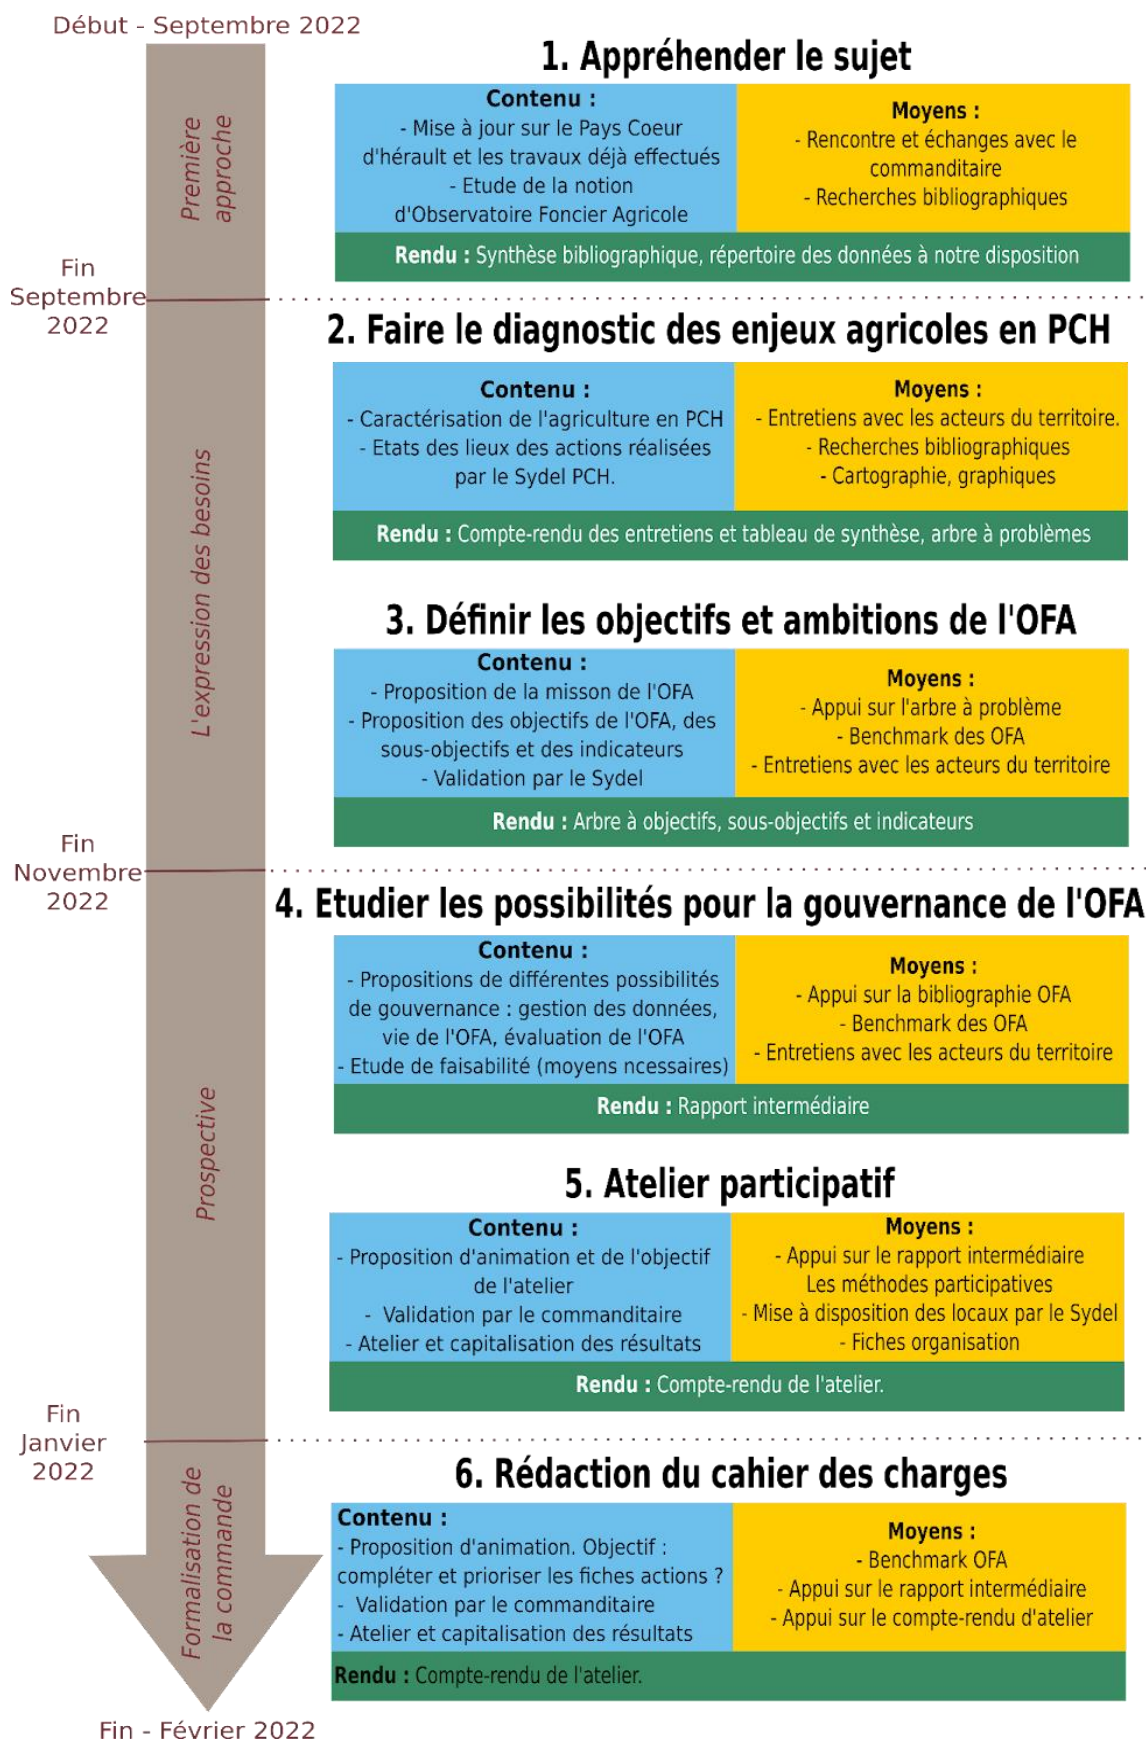 Début - Septembre 2022
Première
approche
1. Appréhender le sujet
Contenu :
- Mise à jour sur le Pays Coeur
d'hérault et les travaux déjà effectués
- Etude de la notion
d'Observatoire Foncier Agricole
Moyens :
- Rencontre et échanges avec le
commanditaire
- Recherches bibliographiques
Rendu : Synthèse bibliographique, répertoire des données à notre disposition
Fin
Septembre
2022
L'expression des besoins
2. Faire le diagnostic des enjeux agricoles en PCH
Contenu :
- Caractérisation de l'agriculture en PCH
- Etats des lieux des actions réalisées
par le Sydel PCH.
Moyens :
- Entretiens avec les acteurs du territoire.
- Recherches bibliographiques
- Cartographie, graphiques
Rendu : Compte-rendu des entretiens et tableau de synthèse, arbre à problèmes
3. Définir les objectifs et ambitions de l'OFA
Contenu :
- Proposition de la misson de l'OFA
- Proposition des objectifs de l'OFA, des
sous-objectifs et des indicateurs
- Validation par le Sydel
Moyens :
- Appui sur l'arbre à problème
- Benchmark des OFA
- Entretiens avec les acteurs du territoire
Rendu : Arbre à objectifs, sous-objectifs et indicateurs
Fin
Novembre
2022
Prospective
4. Etudier les possibilités pour la gouvernance de l'OFA
Contenu :
- Propositions de différentes possibilités
de gouvernance : gestion des données,
vie de l'OFA, évaluation de l'OFA
- Etude de faisabilité (moyens ncessaires)
Moyens :
- Appui sur la bibliographie OFA
- Benchmark des OFA
- Entretiens avec les acteurs du territoire
Rendu : Rapport intermédiaire
5. Atelier participatif
Contenu :
- Proposition d'animation et de l'objectif
de l'atelier
- Validation par le commanditaire
- Atelier et capitalisation des résultats
Moyens :
- Appui sur le rapport intermédiaire
Les méthodes participatives
- Mise à disposition des locaux par le Sydel
- Fiches organisation
Rendu : Compte-rendu de l'atelier.
Fin
Janvier
2022
Formalisation de
la commande
6. Rédaction du cahier des charges
Contenu :
- Proposition d'animation. Objectif :
compléter et prioriser les fiches actions ?
- Validation par le commanditaire
- Atelier et capitalisation des résultats
Moyens :
- Benchmark OFA
- Appui sur le rapport intermédiaire
- Appui sur le compte-rendu d'atelier
Rendu : Compte-rendu de l'atelier.
Fin - Février 2022